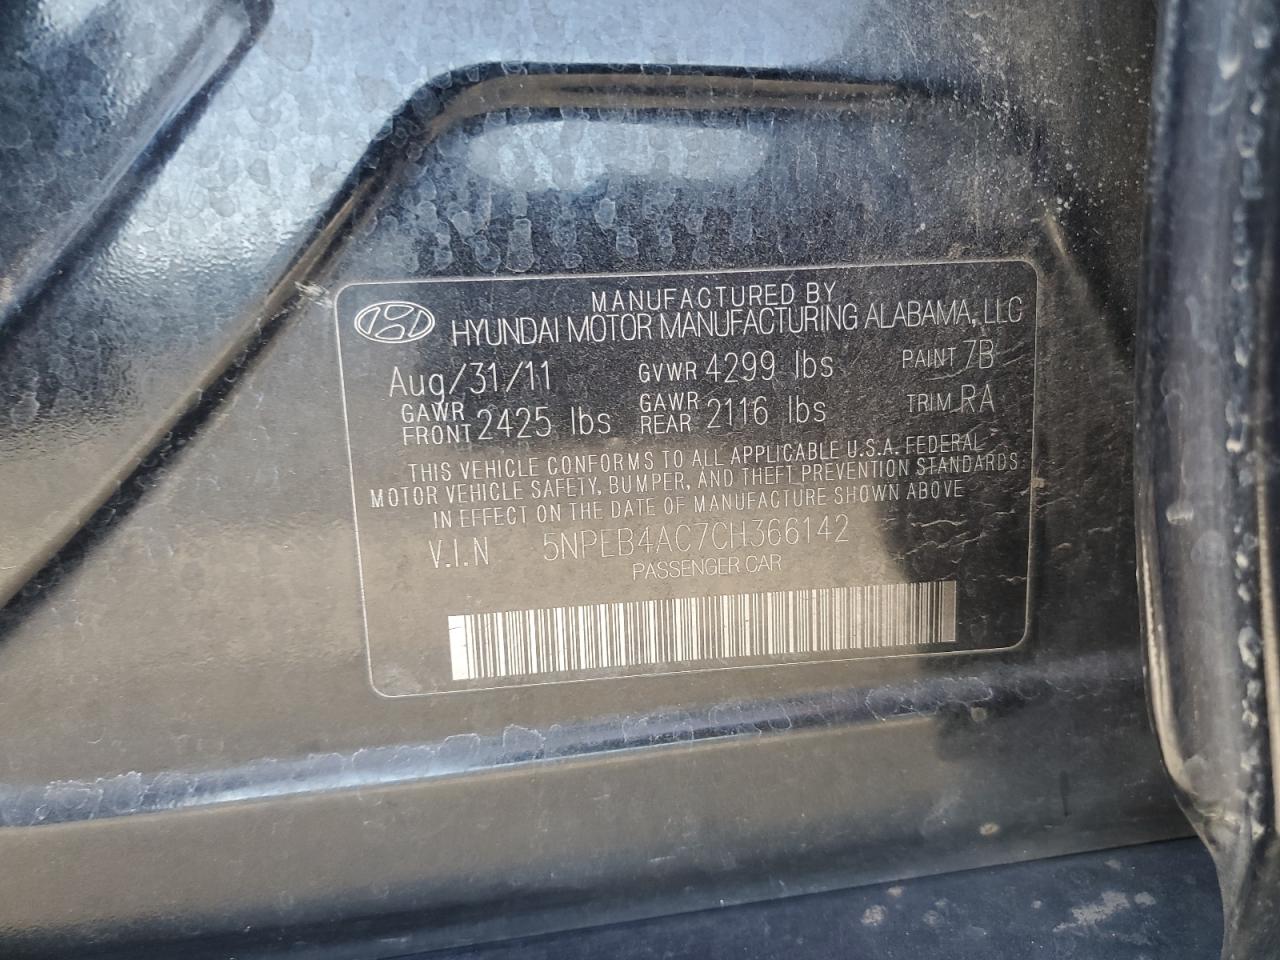 MANUFACTURED BY
HYUNDAI MOTOR MANUFACTURING ALABAMA, LLC
Aug/31/11 GVWR 4299 lbs PAINT 7B
GAWR FRONT 2425 lbs GAWR REAR 2116 lbs TRIM RA
THIS VEHICLE CONFORMS TO ALL APPLICABLE U.S.A. FEDERAL
MOTOR VEHICLE SAFETY, BUMPER, AND THEFT PREVENTION STANDARDS
IN EFFECT ON THE DATE OF MANUFACTURE SHOWN ABOVE
V.I.N 5NPEB4AC7CH366142
PASSENGER CAR